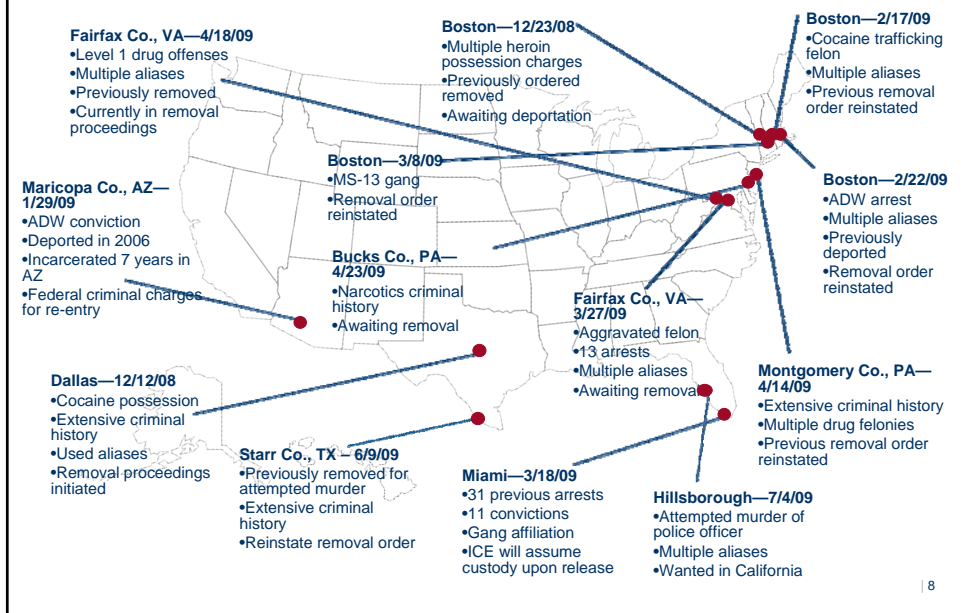 Fairfax Co., VA—4/18/09
•Level 1 drug offenses
•Multiple aliases
•Previously removed
•Currently in removal
proceedings
Boston—12/23/08
•Multiple heroin
possession charges
•Previously ordered
removed
•Awaiting deportation
Boston—2/17/09
•Cocaine trafficking
felon
•Multiple aliases
•Previous removal
order reinstated
Boston—3/8/09
•MS-13 gang
•Removal order
reinstated
Maricopa Co., AZ—
1/29/09
•ADW conviction
•Deported in 2006
•Incarcerated 7 years in
AZ
•Federal criminal charges
for re-entry
Boston—2/22/09
•ADW arrest
•Multiple aliases
•Previously
deported
•Removal order
reinstated
Bucks Co., PA—
4/23/09
•Narcotics criminal
history
•Awaiting removal
Fairfax Co., VA—
3/27/09
•Aggravated felon
•13 arrests
•Multiple aliases
•Awaiting removal
Dallas—12/12/08
•Cocaine possession
•Extensive criminal
history
•Used aliases
•Removal proceedings
initiated
Montgomery Co., PA—
4/14/09
•Extensive criminal history
•Multiple drug felonies
•Previous removal order
reinstated
Starr Co., TX – 6/9/09
•Previously removed for
attempted murder
•Extensive criminal
history
•Reinstate removal order
Miami—3/18/09
•31 previous arrests
•11 convictions
•Gang affiliation
•ICE will assume
custody upon release
Hillsborough—7/4/09
•Attempted murder of
police officer
•Multiple aliases
•Wanted in California
| 8